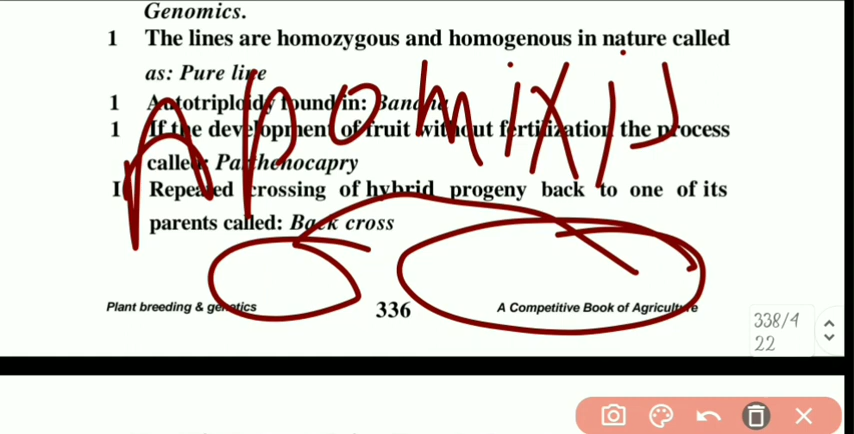 Genomics.
1 The lines are homozygous and homogenous in nature called
as: Pure line
1 Autotriploidy found in: Banana
1 If the development of fruit without fertilization the process
called: Parthenocapry
Repeated crossing of hybrid progeny back to one of its
parents called: Back cross
Apomixis
Plant breeding & genetics 336 A Competitive Book of Agriculture
338/4
22